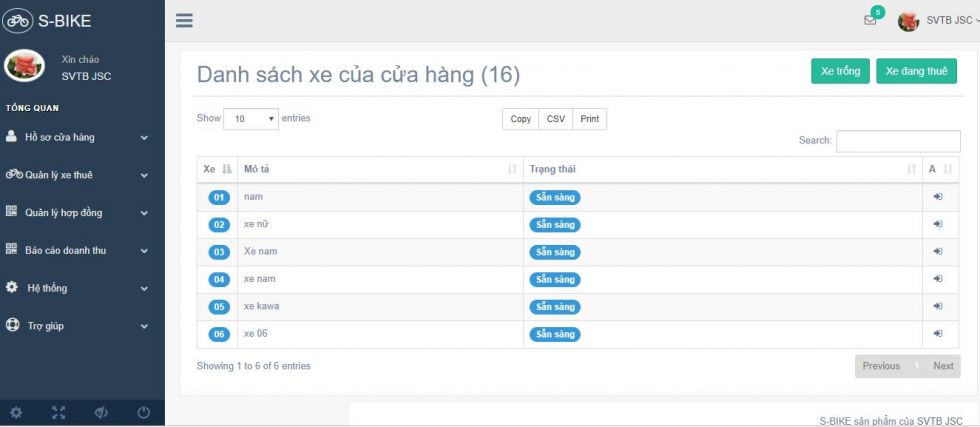 S-BIKE
5
SVTB JSC
Xin chào
SVTB JSC
TỔNG QUAN
Hồ sơ cửa hàng
Quản lý xe thuê
Quản lý hợp đồng
Báo cáo doanh thu
Hệ thống
Trợ giúp
Danh sách xe của cửa hàng (16)
Xe trống
Xe đang thuê
Show 10 entries
Copy CSV Print
Search:
Xe Mô tả Trạng thái A
01 nam Sẵn sàng
02 xe nữ Sẵn sàng
03 Xe nam Sẵn sàng
04 xe nam Sẵn sàng
05 xe kawa Sẵn sàng
06 xe 06 Sẵn sàng
Showing 1 to 6 of 6 entries
Previous 1 Next
S-BIKE sản phẩm của SVTB JSC